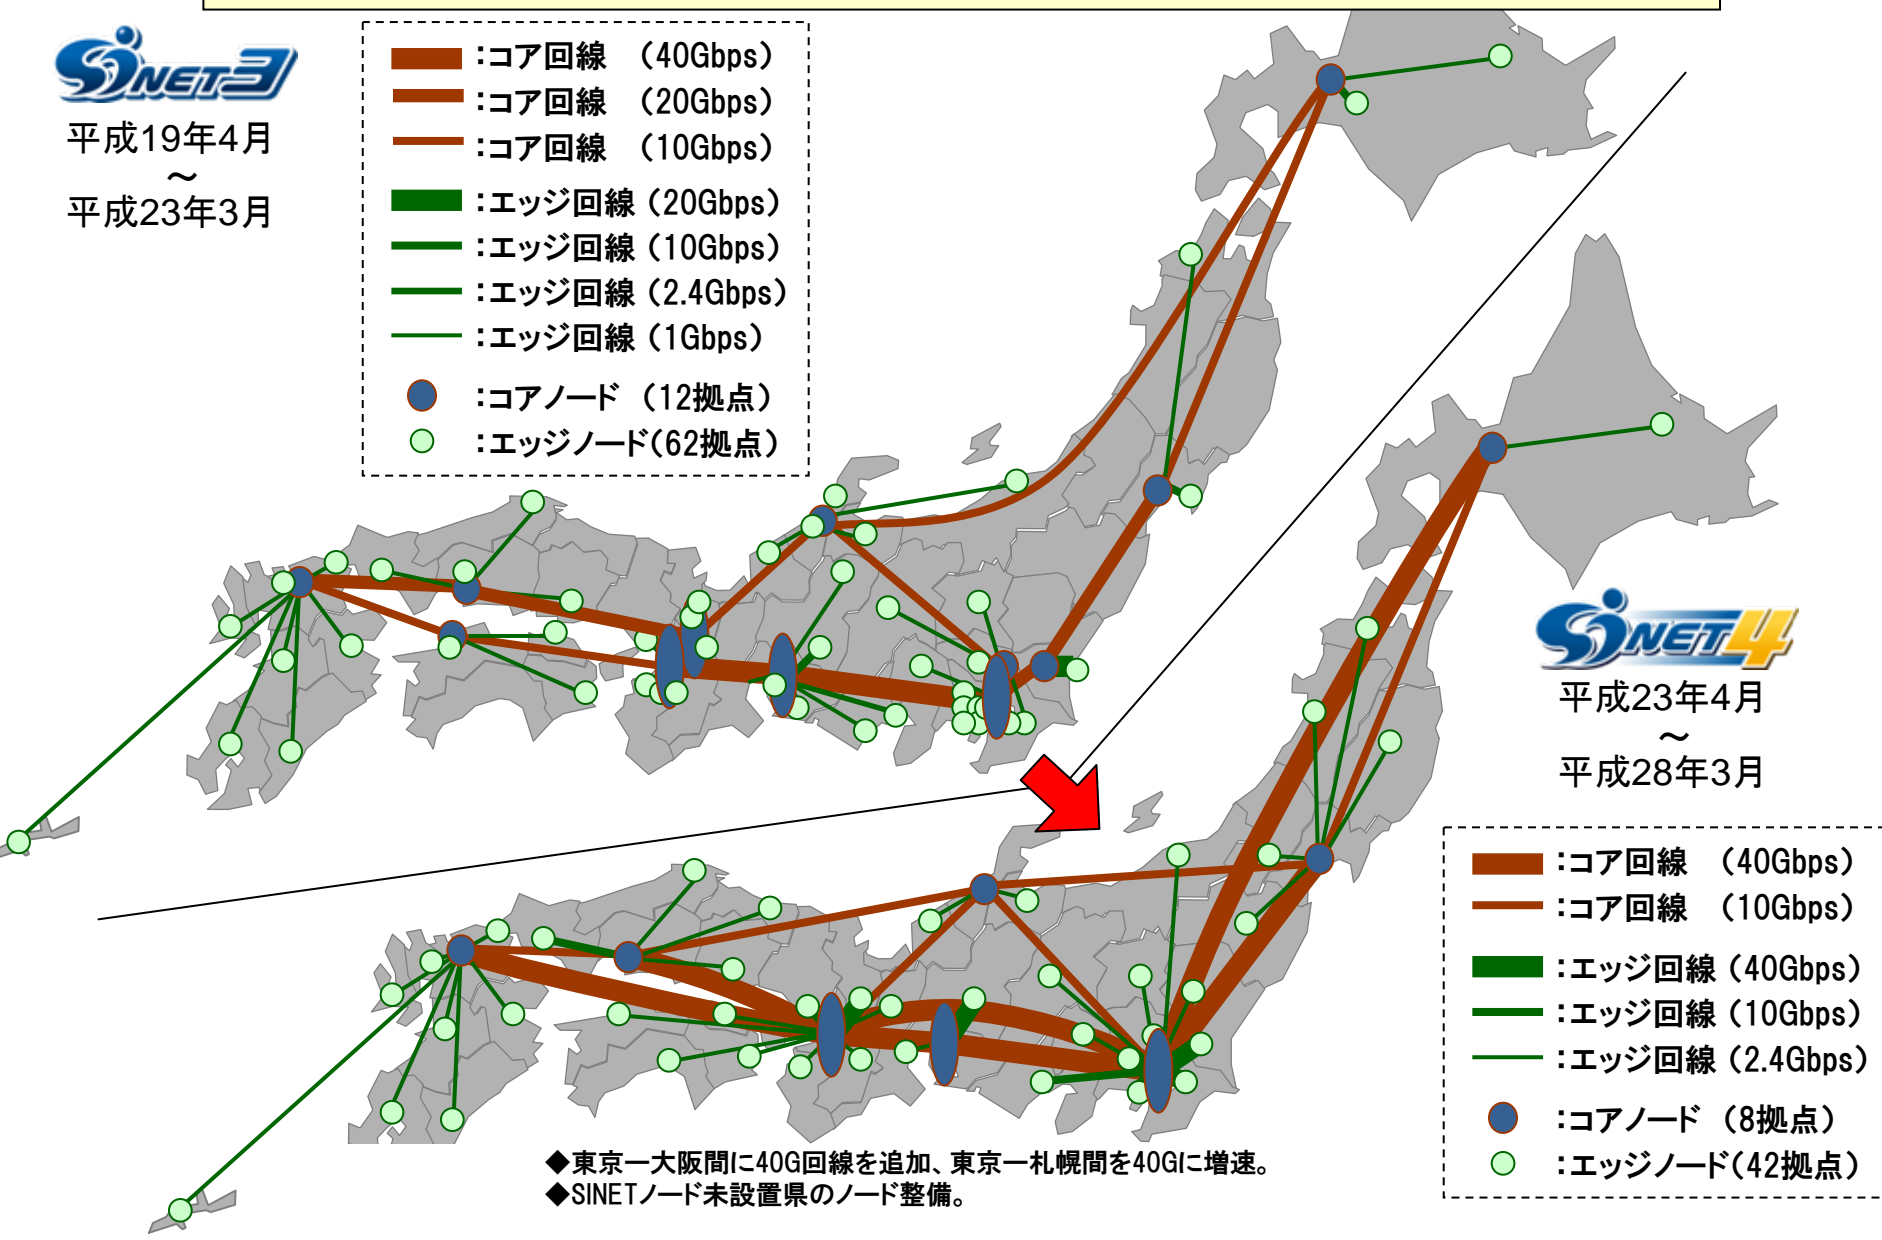 SINET3
平成19年4月
～
平成23年3月
：コア回線　（40Gbps）
：コア回線　（20Gbps）
：コア回線　（10Gbps）
：エッジ回線（20Gbps）
：エッジ回線（10Gbps）
：エッジ回線（2.4Gbps）
：エッジ回線（1Gbps）
：コアノード　（12拠点）
：エッジノード（62拠点）
SINET4
平成23年4月
～
平成28年3月
：コア回線　（40Gbps）
：コア回線　（10Gbps）
：エッジ回線（40Gbps）
：エッジ回線（10Gbps）
：エッジ回線（2.4Gbps）
：コアノード　（8拠点）
：エッジノード（42拠点）
◆東京－大阪間に40G回線を追加、東京－札幌間を40Gに増速。
◆SINETノード未設置県のノード整備。